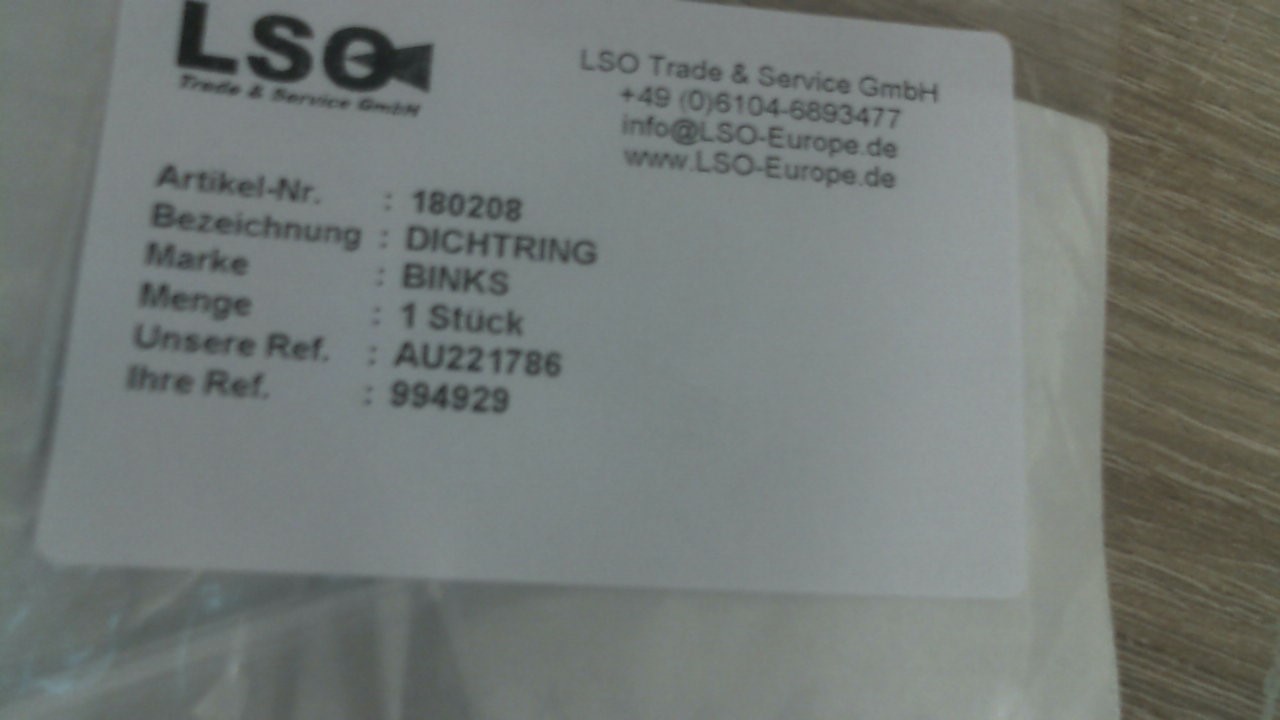 LSO
Trade & Service GmbH
LSO Trade & Service GmbH
+49 (0)6104-6893477
info@LSO-Europe.de
www.LSO-Europe.de
Artikel-Nr. : 180208
Bezeichnung : DICHTRING
Marke : BINKS
Menge : 1 Stück
Unsere Ref. : AU221786
Ihre Ref. : 994929